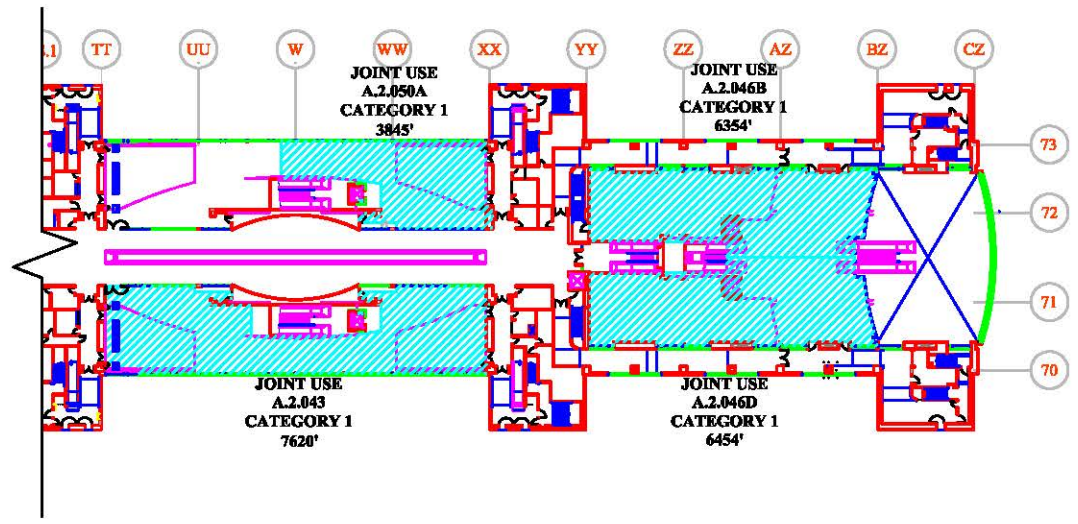 TT
UU
W
WW
XX
YY
ZZ
AZ
BZ
CZ
JOINT USE
A.2.050A
CATEGORY 1
3845'
JOINT USE
A.2.046B
CATEGORY 1
6354'
73
72
71
70
JOINT USE
A.2.043
CATEGORY 1
7620'
JOINT USE
A.2.046D
CATEGORY 1
6454'